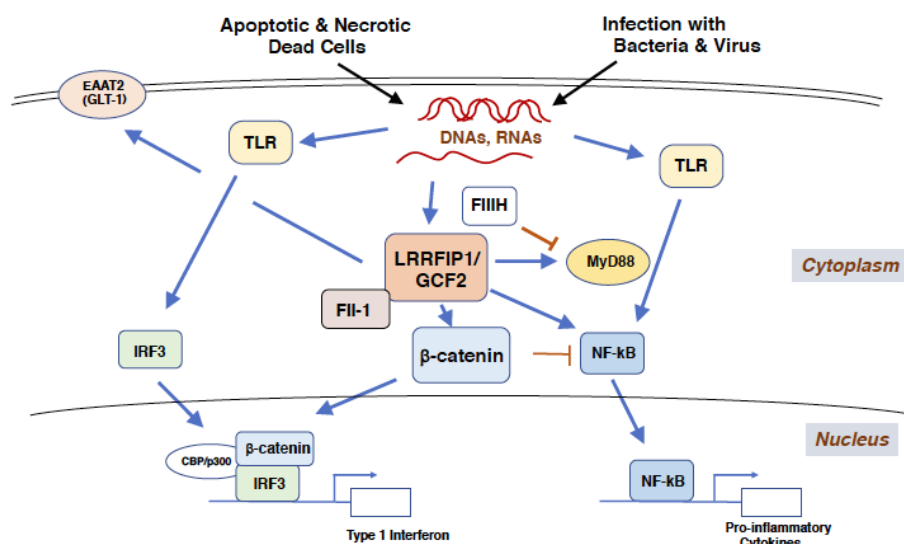 Apoptotic & Necrotic
Dead Cells
Infection with
Bacteria & Virus
EAAT2
(GLT-1)
TLR
DNAs, RNAs
TLR
FIIIH
LRRFIP1/
GCF2
MyD88
Cytoplasm
FII-1
IRF3
β-catenin
NF-kB
Nucleus
β-catenin
CBP/p300
IRF3
NF-kB
Type 1 Interferon
Pro-inflammatory
Cytokines